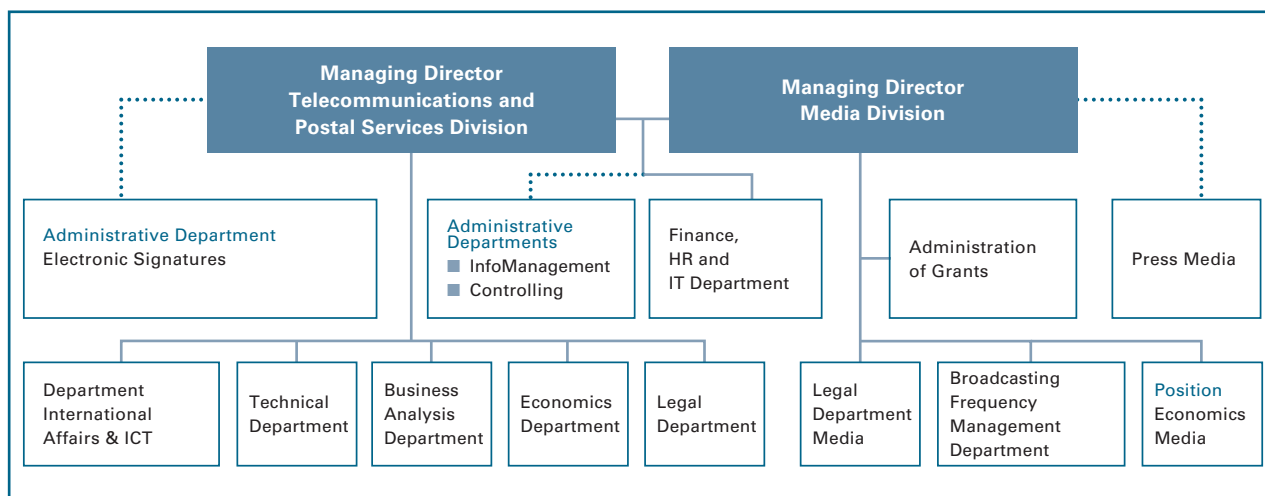 Managing Director
Telecommunications and
Postal Services Division
Managing Director
Media Division
Administrative Department
Electronic Signatures
Administrative
Departments
InfoManagement
Controlling
Finance,
HR and
IT Department
Administration
of Grants
Press Media
Department
International
Affairs & ICT
Technical
Department
Business
Analysis
Department
Economics
Department
Legal
Department
Legal
Department
Media
Broadcasting
Frequency
Management
Department
Position
Economics
Media